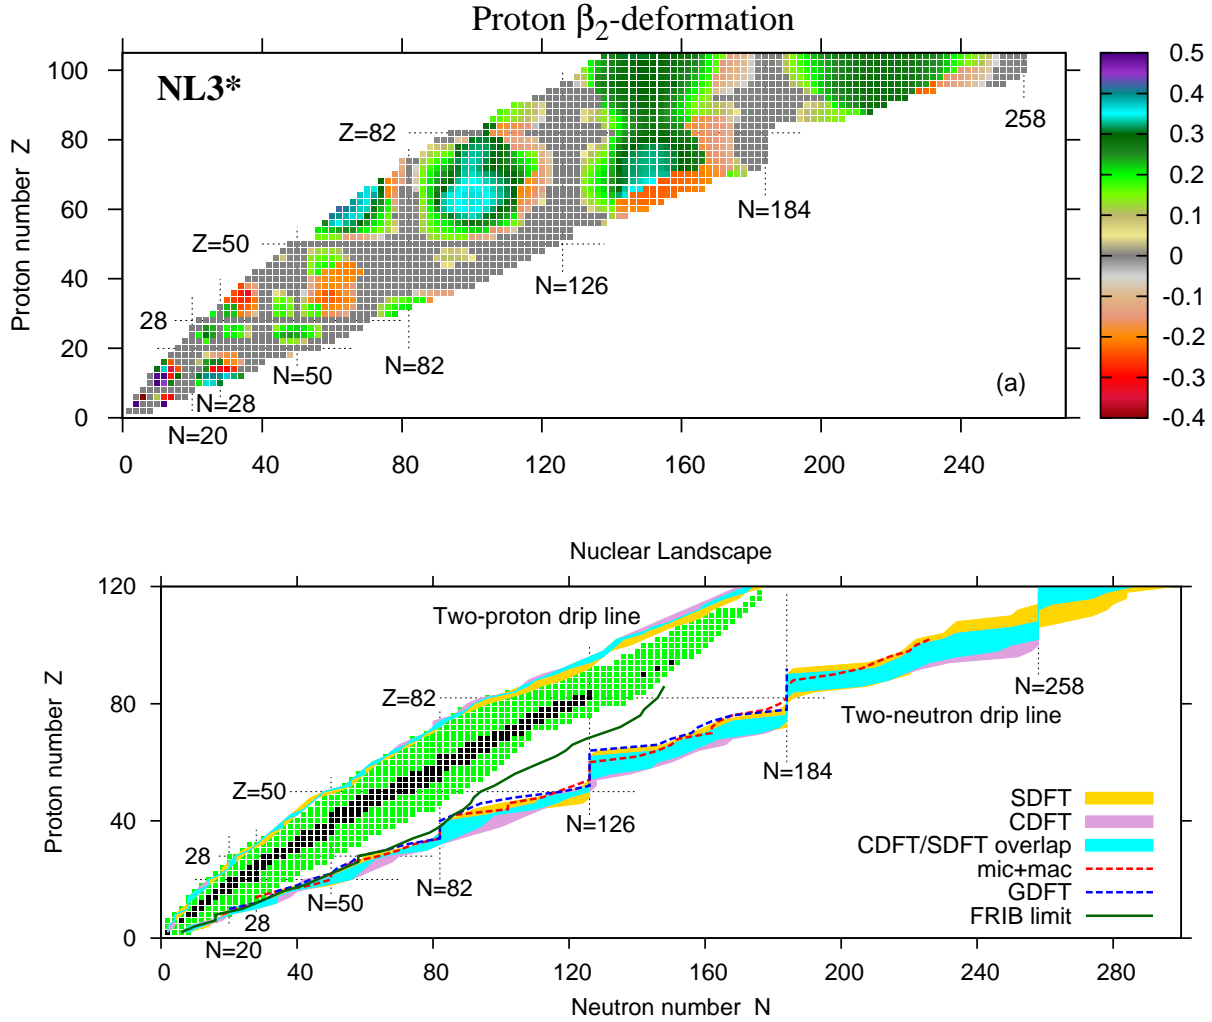 Proton β₂-deformation
NL3*
Proton number Z
100
80
60
40
20
0
Z=82
Z=50
28
N=20
N=28
N=50
N=82
N=126
N=184
258
(a)
0 40 80 120 160 200 240
0.5
0.4
0.3
0.2
0.1
0
-0.1
-0.2
-0.3
-0.4
Nuclear Landscape
Proton number Z
120
80
40
0
Two-proton drip line
Z=82
N=258
Two-neutron drip line
N=184
Z=50
N=126
28
N=82
N=50
28
N=20
SDFT
CDFT
CDFT/SDFT overlap
mic+mac
GDFT
FRIB limit
0 40 80 120 160 200 240 280
Neutron number N